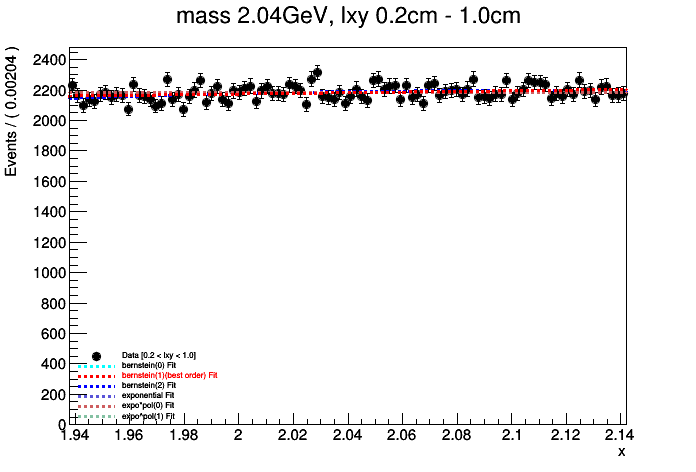 mass 2.04GeV, lxy 0.2cm - 1.0cm
Events / ( 0.00204 )
2400
2200
2000
1800
1600
1400
1200
1000
800
600
400
200
0
Data [0.2 < lxy < 1.0]
bernstein(0) Fit
bernstein(1)(best order) Fit
bernstein(2) Fit
exponential Fit
expo*pol(0) Fit
expo*pol(1) Fit
1.94 1.96 1.98 2 2.02 2.04 2.06 2.08 2.1 2.12 2.14
x